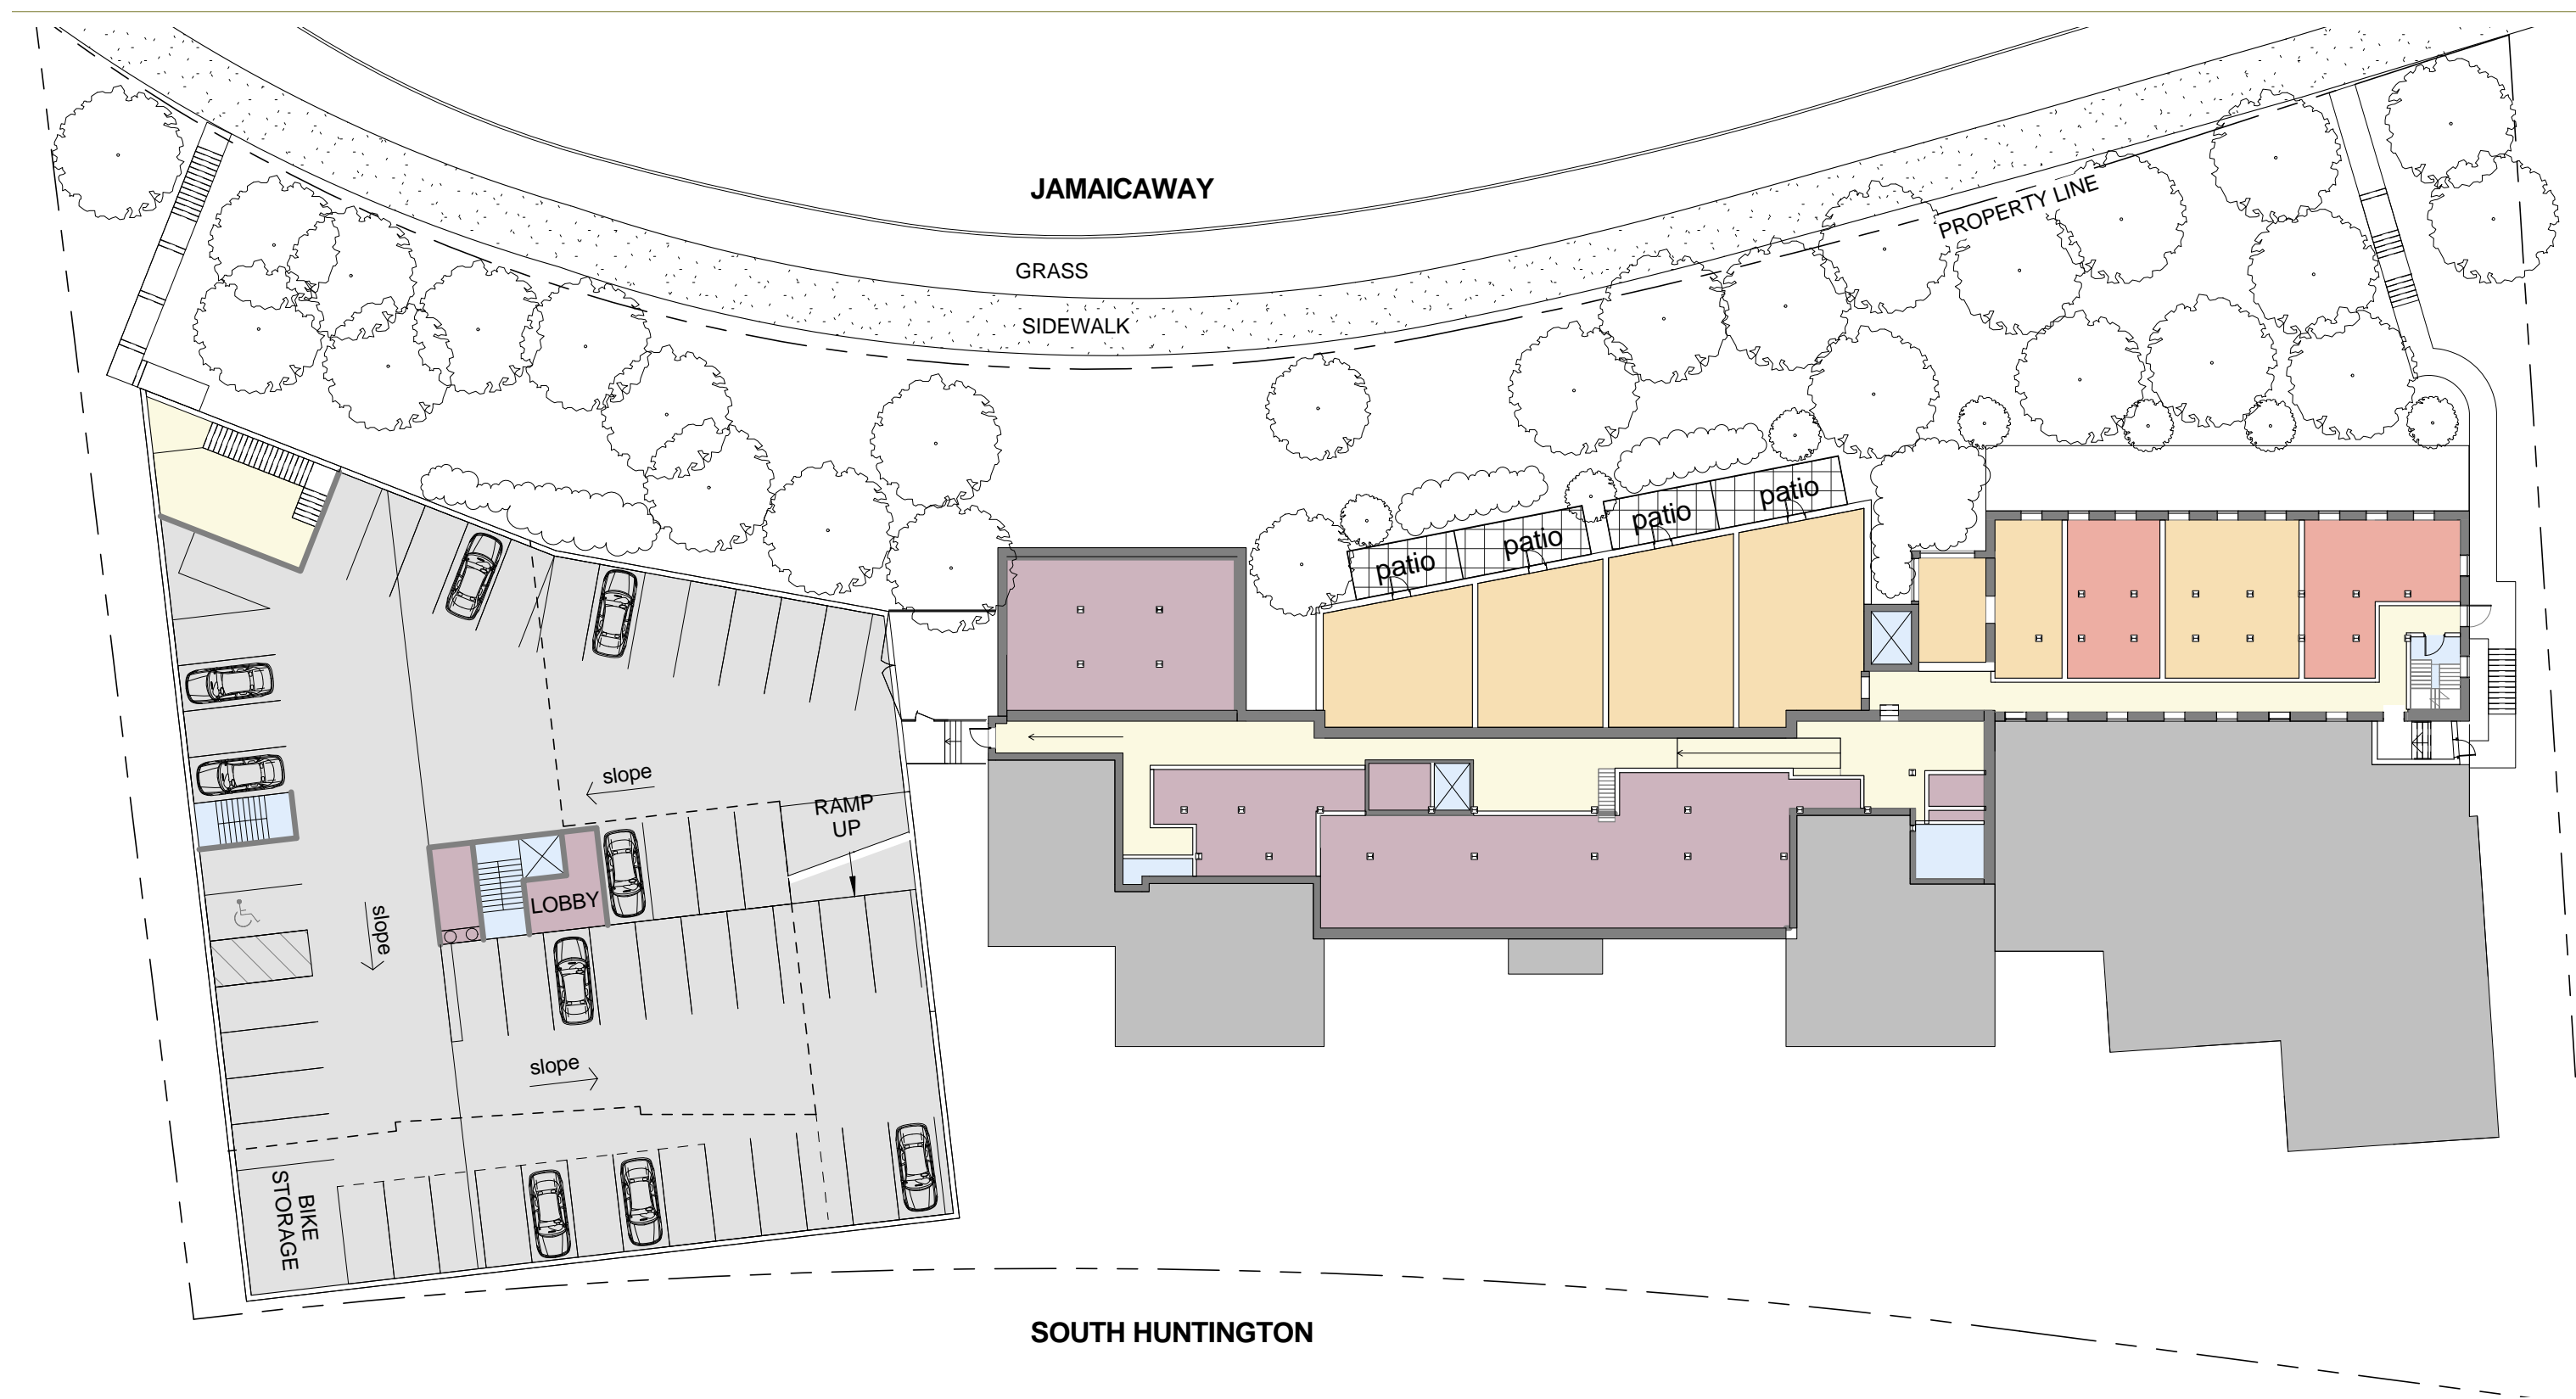 JAMAICAWAY
GRASS
SIDEWALK
PROPERTY LINE
patio
patio
patio
patio
slope
RAMP
UP
LOBBY
slope
slope
BIKE
STORAGE
SOUTH HUNTINGTON